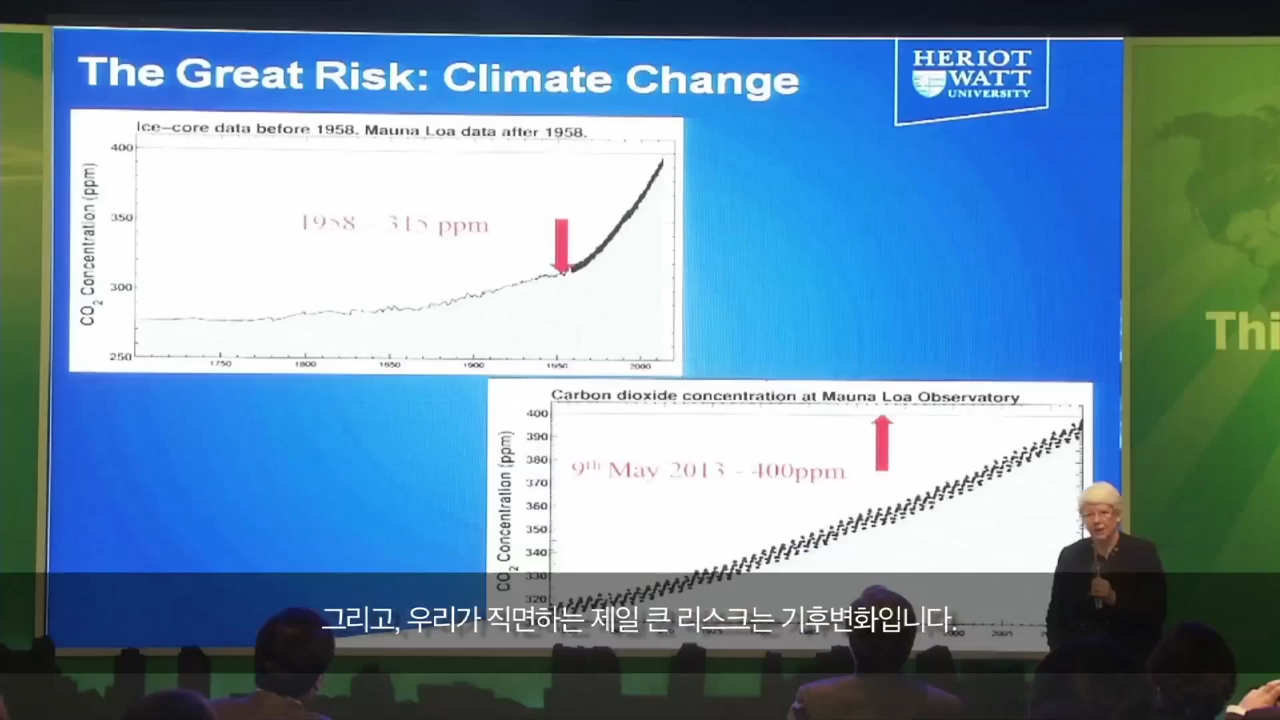 The Great Risk: Climate Change
HERIOT
WATT
UNIVERSITY
Ice-core data before 1958. Mauna Loa data after 1958.
CO2 Concentration (ppm)
400
350
300
250
1750
1800
1850
1900
1950
2000
1958 - 315 ppm
Carbon dioxide concentration at Mauna Loa Observatory
CO2 Concentration (ppm)
400
390
380
370
360
350
340
330
320
2005
9th May 2013 - 400ppm
Thi
그리고, 우리가 직면하는 제일 큰 리스크는 기후변화입니다.